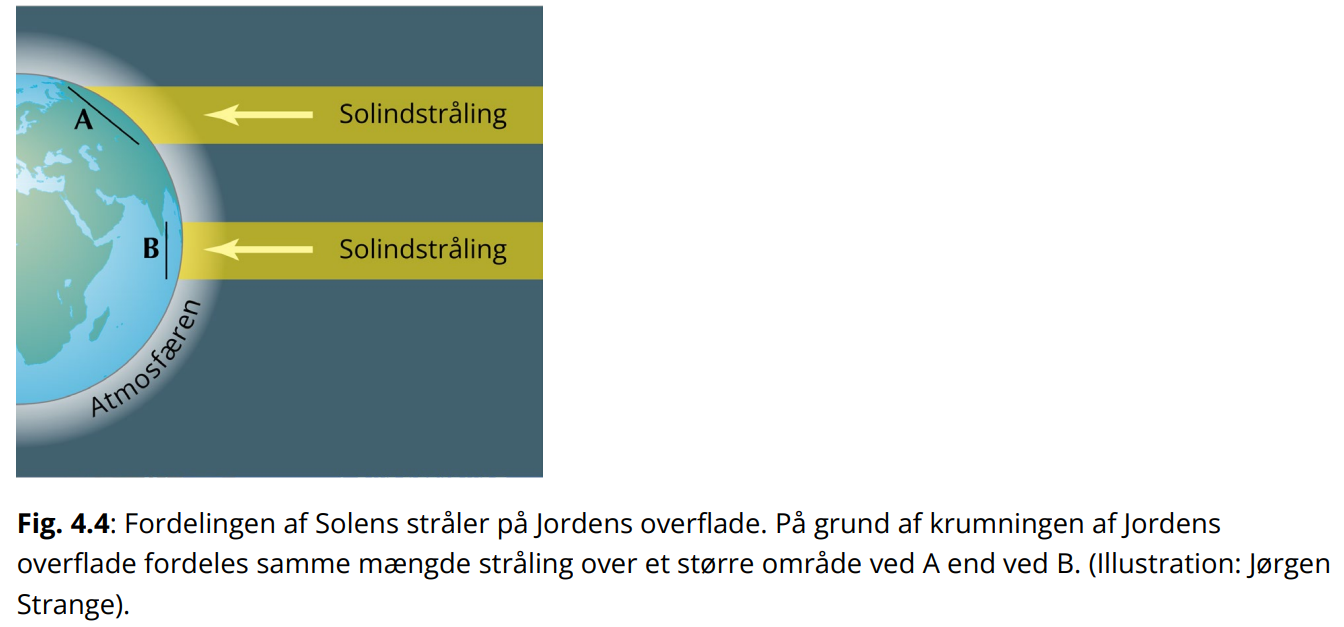 Solindstråling
A
Solindstråling
B
Atmosfæren
Fig. 4.4: Fordelingen af Solens stråler på Jordens overflade. På grund af krumningen af Jordens
overflade fordeles samme mængde stråling over et større område ved A end ved B. (Illustration: Jørgen
Strange).